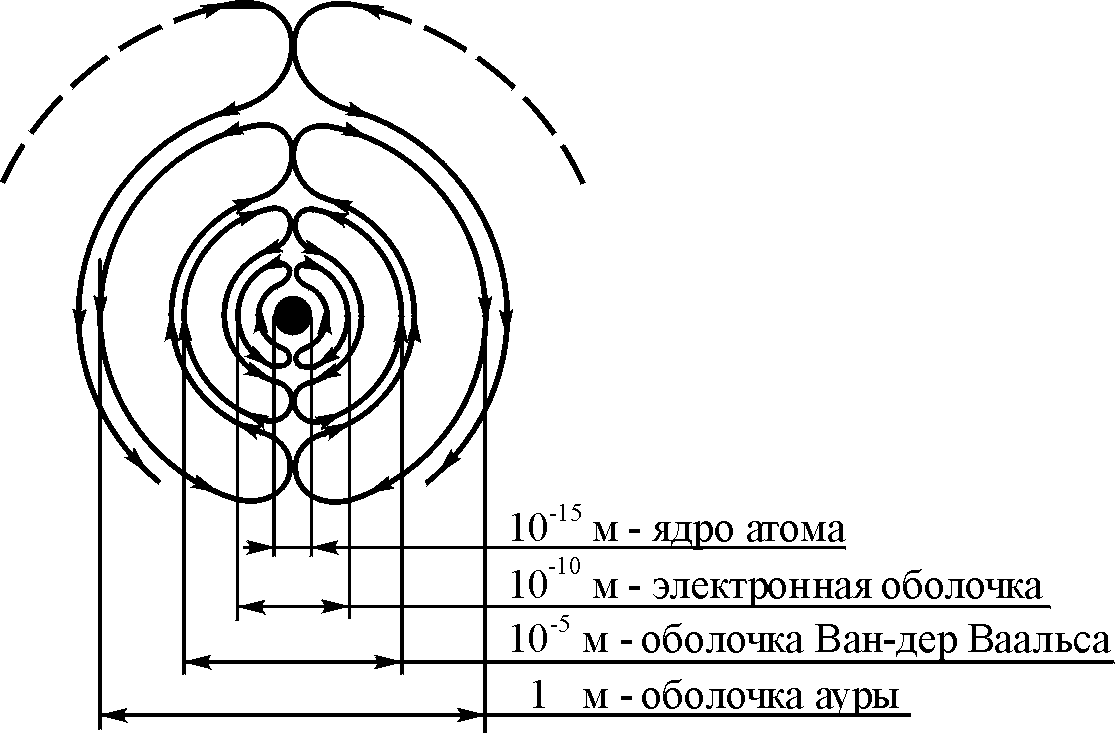 10⁻¹⁵ м - ядро атома
10⁻¹⁰ м - электронная оболочка
10⁻⁵ м - оболочка Ван-дер Ваальса
1 м - оболочка ауры